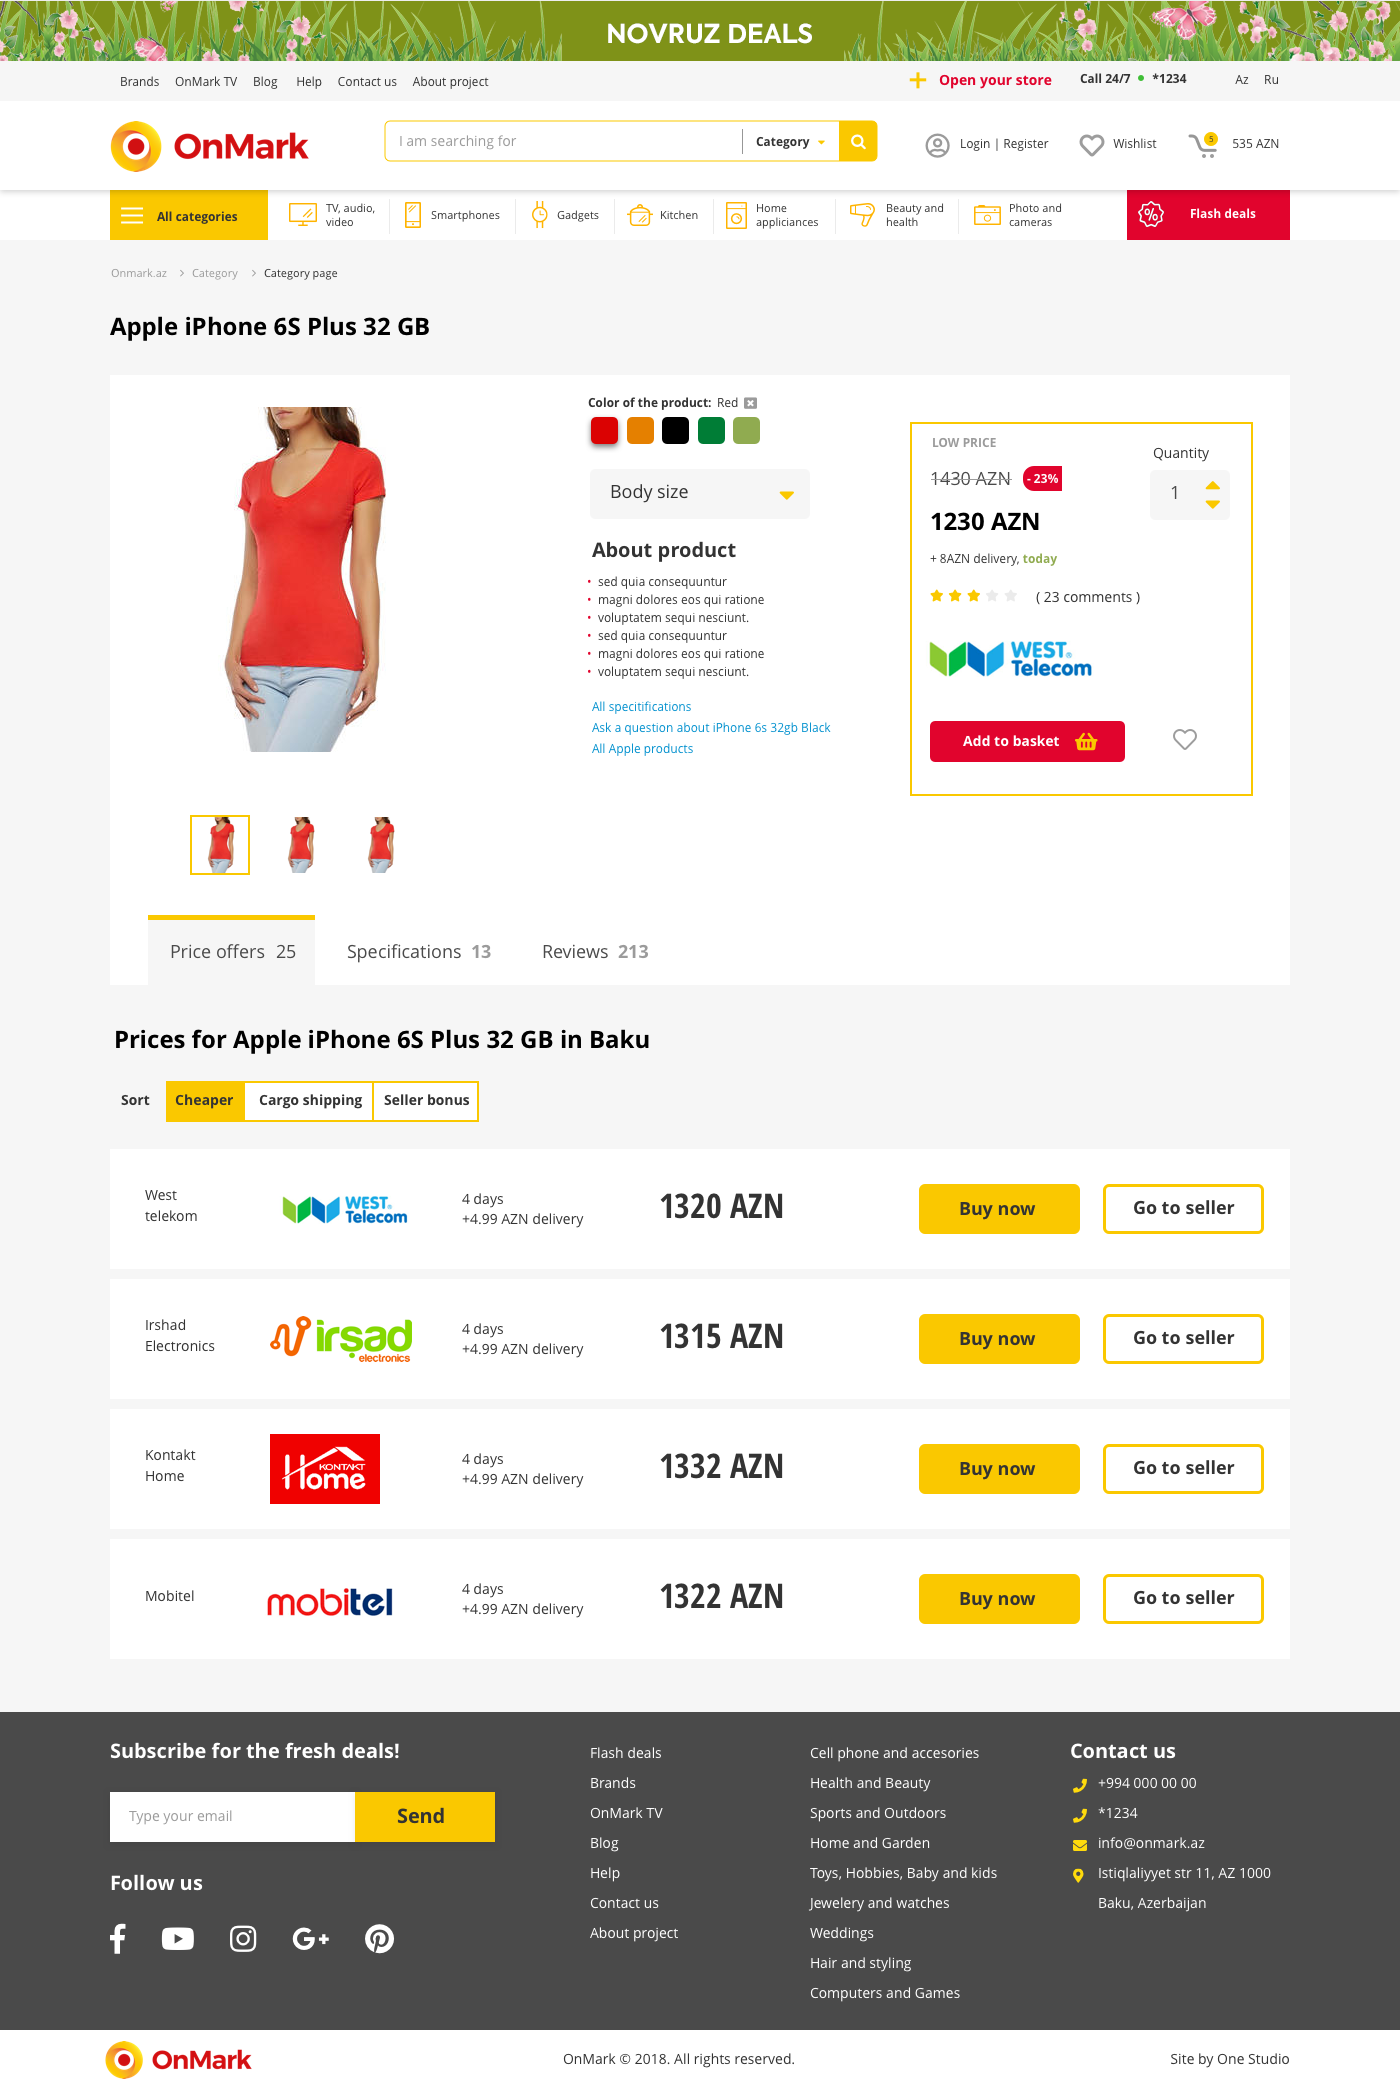 NOVRUZ DEALS
Brands OnMark TV Blog Help Contact us About project
Open your store
Call 24/7 • *1234
Az Ru
OnMark
I am searching for
Category
Login | Register
Wishlist
5
535 AZN
All categories
TV, audio,
video
Smartphones
Gadgets
Kitchen
Home
appliciances
Beauty and
health
Photo and
cameras
Flash deals
Onmark.az > Category > Category page
Apple iPhone 6S Plus 32 GB
Color of the product: Red
Body size
About product
• sed quia consequuntur
• magni dolores eos qui ratione
• voluptatem sequi nesciunt.
• sed quia consequuntur
• magni dolores eos qui ratione
• voluptatem sequi nesciunt.
All specitifications
Ask a question about iPhone 6s 32gb Black
All Apple products
LOW PRICE
1430 AZN
- 23%
1230 AZN
+ 8AZN delivery, today
( 23 comments )
Quantity
1
WEST
Telecom
Add to basket
Price offers 25
Specifications 13
Reviews 213
Prices for Apple iPhone 6S Plus 32 GB in Baku
Sort
Cheaper
Cargo shipping
Seller bonus
West
telekom
WEST
Telecom
4 days
+4.99 AZN delivery
1320 AZN
Buy now
Go to seller
Irshad
Electronics
irşad
electronics
4 days
+4.99 AZN delivery
1315 AZN
Buy now
Go to seller
Kontakt
Home
KONTAKT
Home
4 days
+4.99 AZN delivery
1332 AZN
Buy now
Go to seller
Mobitel
mobitel
4 days
+4.99 AZN delivery
1322 AZN
Buy now
Go to seller
Subscribe for the fresh deals!
Type your email
Send
Follow us
G+
Flash deals
Brands
OnMark TV
Blog
Help
Contact us
About project
Cell phone and accesories
Health and Beauty
Sports and Outdoors
Home and Garden
Toys, Hobbies, Baby and kids
Jewelery and watches
Weddings
Hair and styling
Computers and Games
Contact us
+994 000 00 00
*1234
info@onmark.az
Istiqlaliyyet str 11, AZ 1000
Baku, Azerbaijan
OnMark
OnMark © 2018. All rights reserved.
Site by One Studio